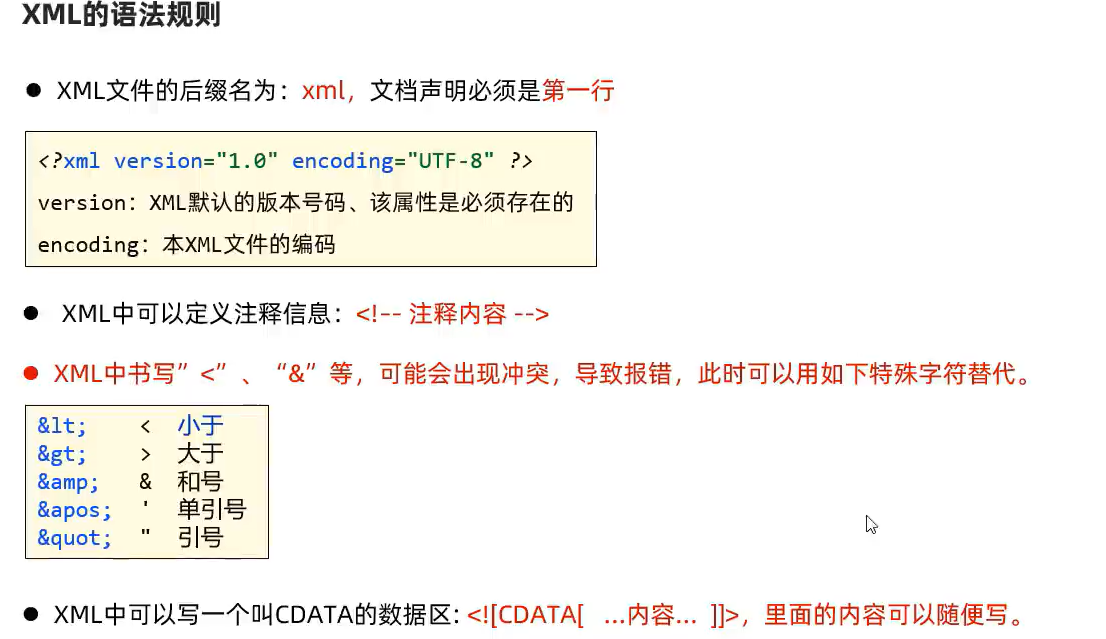 XML的语法规则
● XML文件的后缀名为：xml，文档声明必须是第一行
<?xml version="1.0" encoding="UTF-8" ?>
version：XML默认的版本号码、该属性是必须存在的
encoding：本XML文件的编码
● XML中可以定义注释信息：<!-- 注释内容 -->
● XML中书写”<”、“&”等，可能会出现冲突，导致报错，此时可以用如下特殊字符替代。
&lt; < 小于
&gt; > 大于
&amp; & 和号
&apos; ' 单引号
&quot; " 引号
● XML中可以写一个叫CDATA的数据区: <![CDATA[ ...内容... ]]>，里面的内容可以随便写。